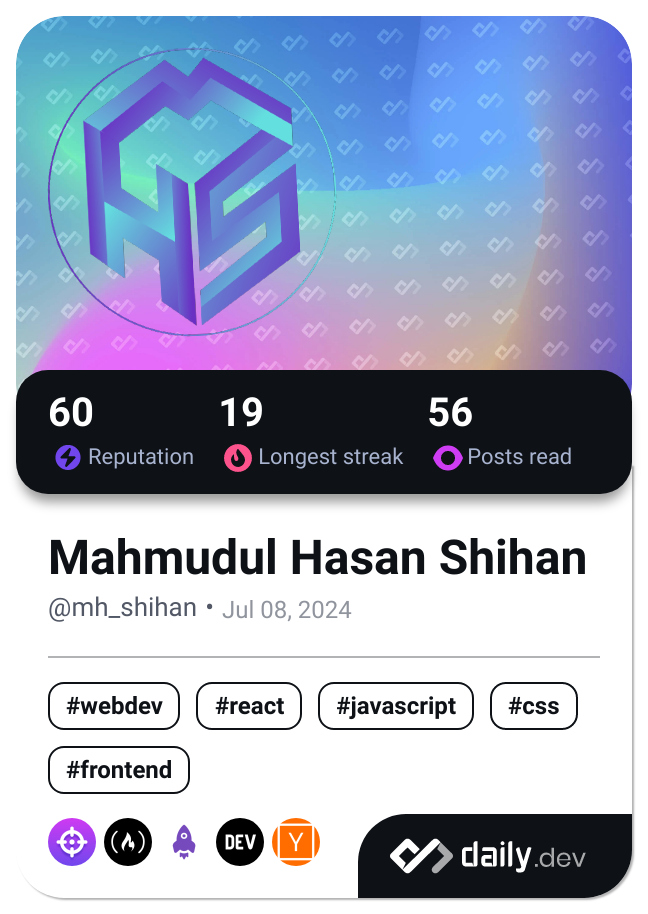 60 19 56
Reputation Longest streak Posts read
Mahmudul Hasan Shihan
@mh_shihan • Jul 08, 2024
#webdev #react #javascript #css
#frontend
DEV Y
daily.dev